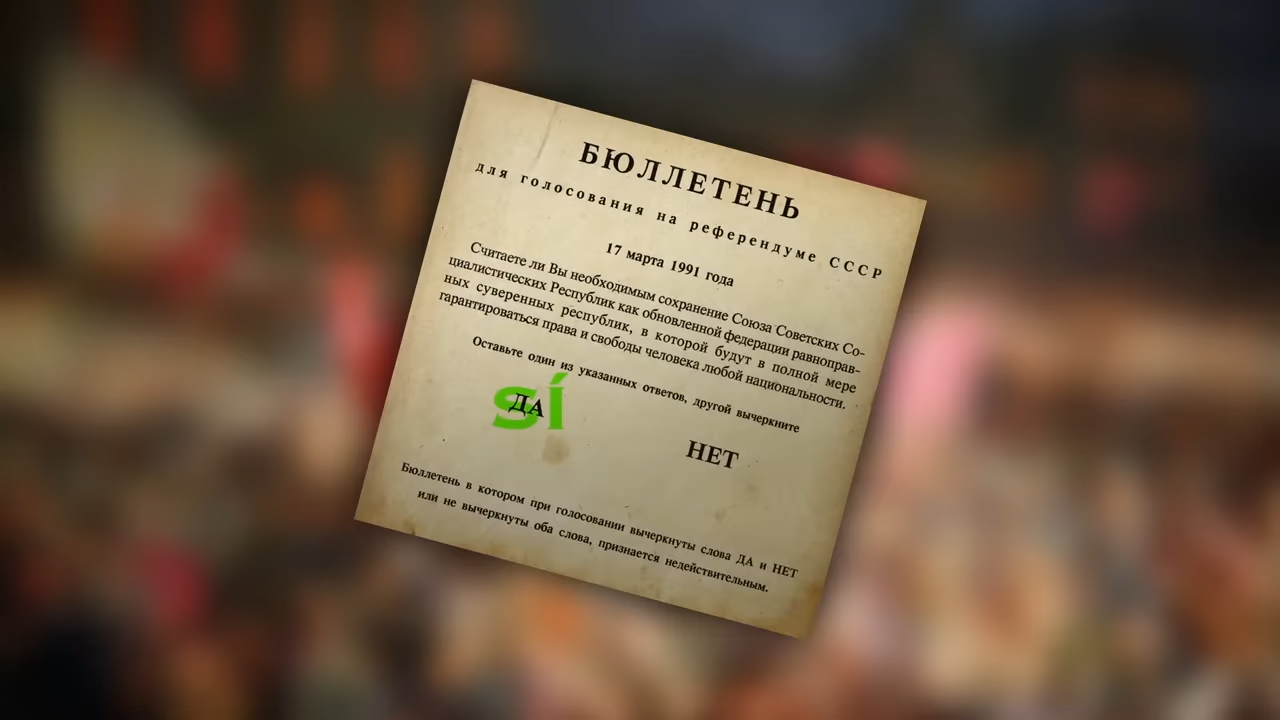 БЮЛЛЕТЕНЬ
для голосования на референдуме СССР
17 марта 1991 года
Считаете ли Вы необходимым сохранение Союза Советских Со-
циалистических Республик как обновленной федерации равноправ-
ных суверенных республик, в которой будут в полной мере
гарантироваться права и свободы человека любой национальности.
Оставьте один из указанных ответов, другой вычеркните
ДА
SÍ
НЕТ
Бюллетень в котором при голосовании вычеркнуты слова ДА и НЕТ
или не вычеркнуты оба слова, признается недействительным.